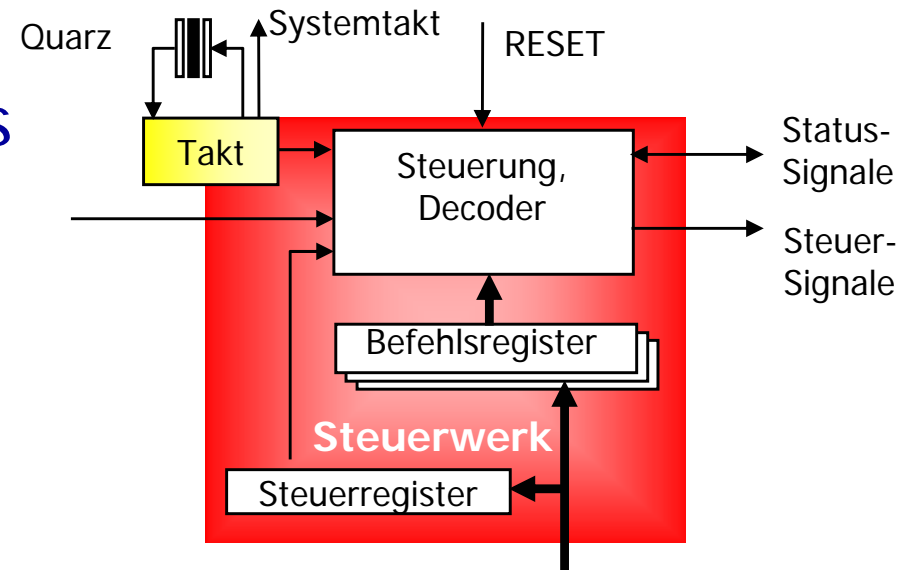 Quarz
Systemtakt
RESET
s
Takt
Steuerung,
Decoder
Status-
Signale
Steuer-
Signale
Befehlsregister
Steuerwerk
Steuerregister